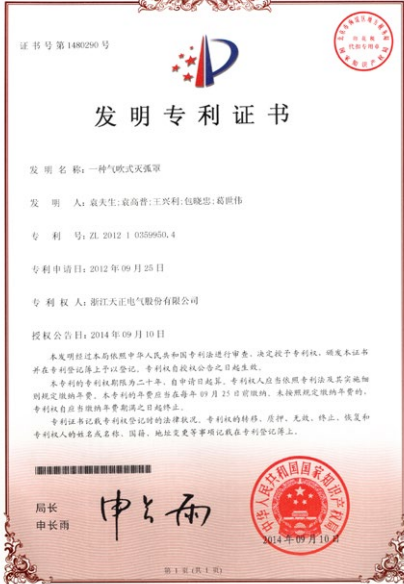 证书号第1480290号
发明专利证书
发 明 名 称：一种气吹式灭弧罩
发 明 人：袁天生;袁高普;王兴利;包晓忠;葛世伟
专 利 号：ZL 2012 1 0359950.4
专利申请日：2012年09月25日
专 利 权 人：浙江天正电气股份有限公司
授权公告日：2014年09月10日
本发明经过本局依照中华人民共和国专利法进行审查，决定授予专利权，颁发本证书
并在专利登记簿上予以登记。专利权自授权公告之日起生效。
本专利的专利权期限为二十年，自申请日起算。专利权人应当依照专利法及其实施细
则规定缴纳年费。本专利的年费应当在每年09月25日前缴纳。未按照规定缴纳年费的，
专利权自应当缴纳年费期满之日起终止。
专利证书记载专利权登记时的法律状况。专利权的转移、质押、无效、终止、恢复和
专利权人的姓名或名称、国籍、地址变更等事项记载在专利登记簿上。
局长
申长雨
申长雨
中华人民共和国国家知识产权局
2014年09月10日
第1页(共1页)